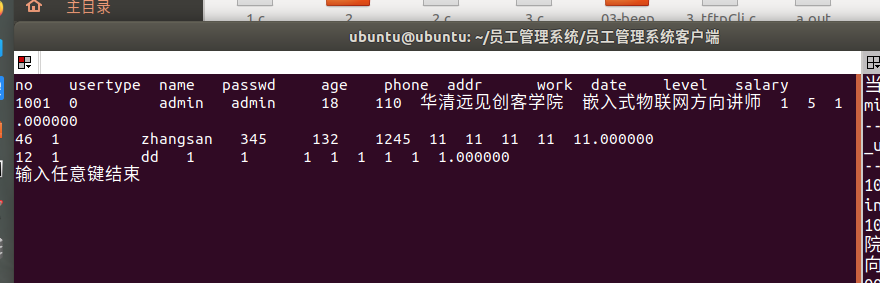 主目录
1.c 2 2.c 3.c 03-beep 3 tftpCli.c a.out
ubuntu@ubuntu: ~/员工管理系统/员工管理系统客户端
no usertype name passwd age phone addr work date level salary
1001 0 admin admin 18 110 华清远见创客学院 嵌入式物联网方向讲师 1 5 1
.000000
46 1 zhangsan 345 132 1245 11 11 11 11 11.000000
12 1 dd 1 1 1 1 1 1 1 1.000000
输入任意键结束
当
mi
--
_u
--
10
in
10
院
向